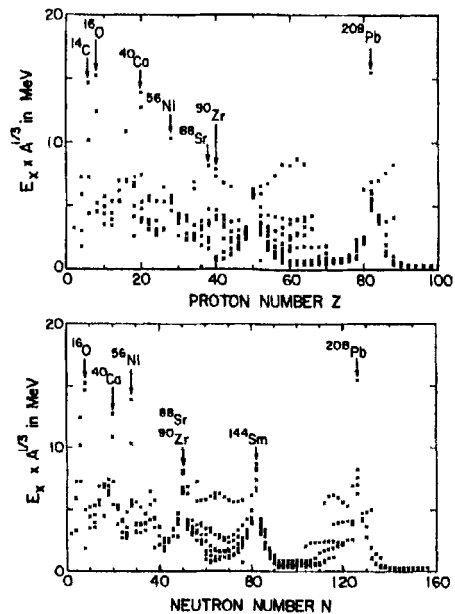 20
16O
14C
209Pb
40Ca
56Ni
90Zr
88Sr
10
0
Ex × A1/3 in MeV
0 20 40 60 80 100
PROTON NUMBER Z
20
16O
56Ni
40Ca
208Pb
88Sr
90Zr
144Sm
10
0
Ex × A1/3 in MeV
0 40 80 120 160
NEUTRON NUMBER N